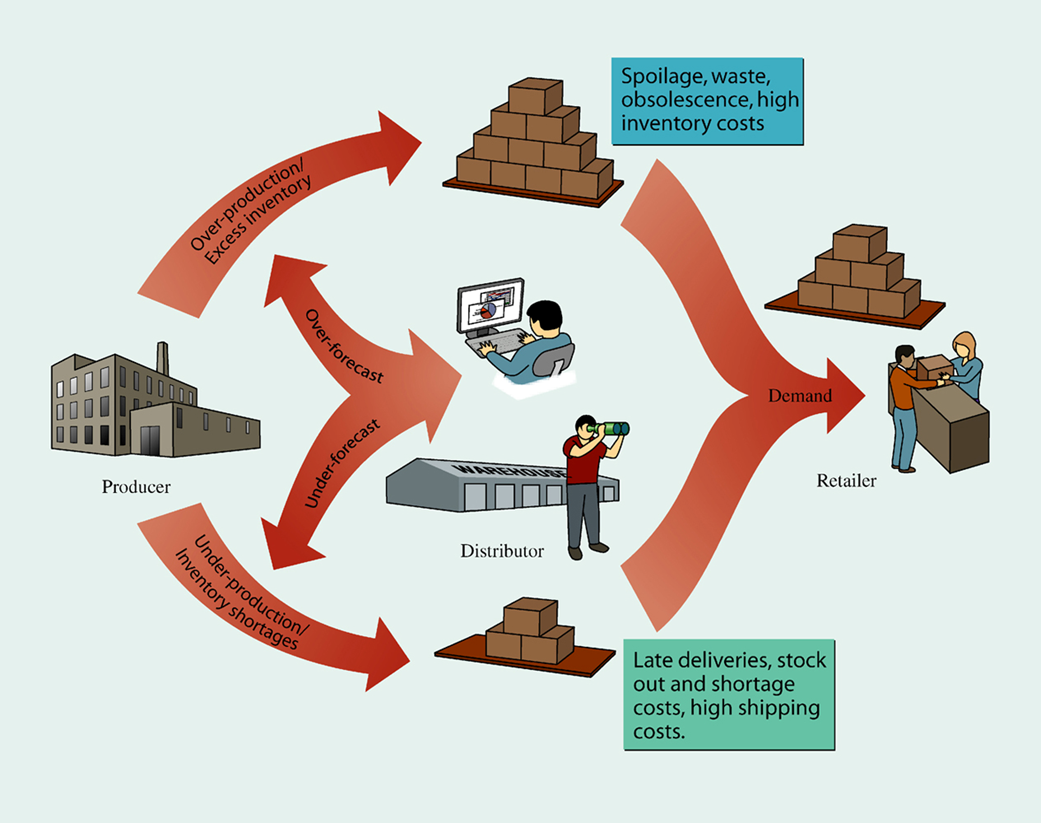 Spoilage, waste,
obsolescence, high
inventory costs
Over-production/
Excess inventory
Over-forecast
Under-forecast
Producer
WAREHOUSE
Distributor
Demand
Retailer
Under-production/
Inventory shortages
Late deliveries, stock
out and shortage
costs, high shipping
costs.